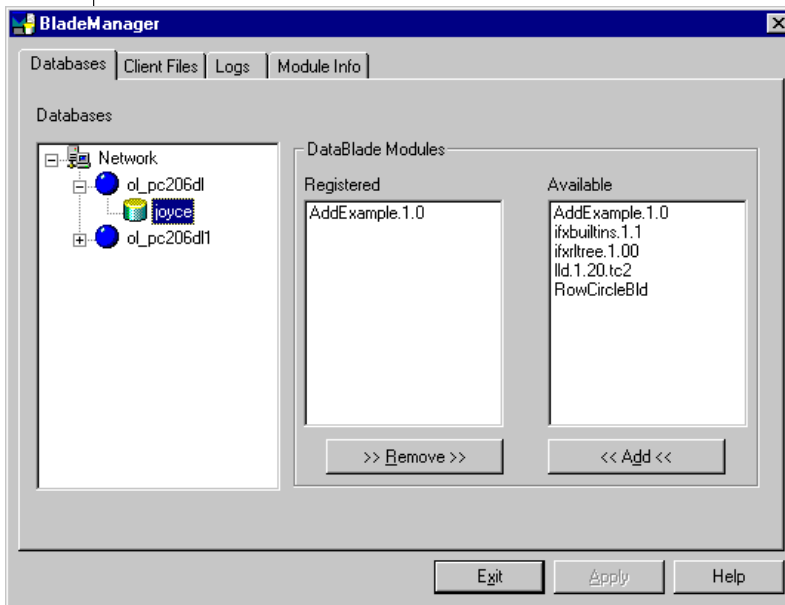 BladeManager
Databases Client Files Logs Module Info
Databases
Network
ol_pc206dl
joyce
ol_pc206dl1
DataBlade Modules
Registered
AddExample.1.0
>> Remove >>
Available
AddExample.1.0
ifxbuiltins.1.1
ifxrltree.1.00
lld.1.20.tc2
RowCircleBld
<< Add <<
Exit Apply Help